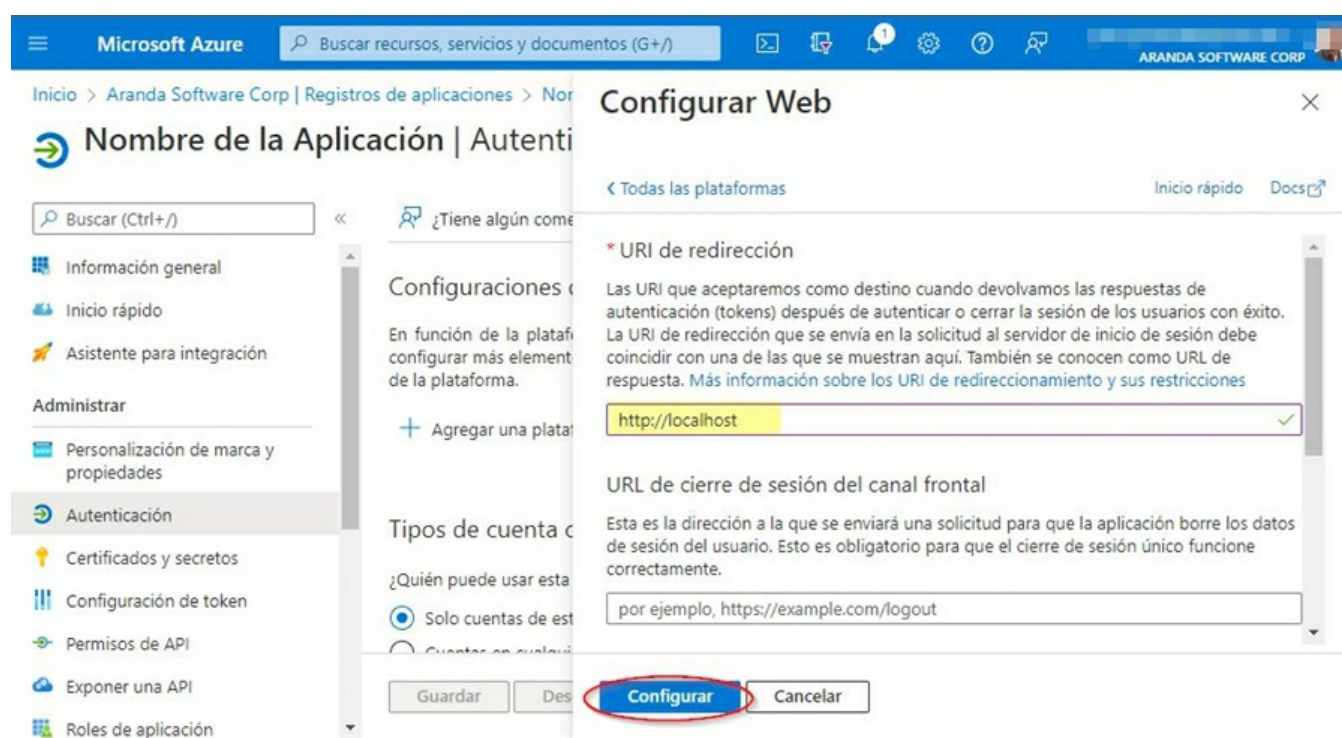 Microsoft Azure
Buscar recursos, servicios y documentos (G+/)
1
ARANDA SOFTWARE CORP
Inicio > Aranda Software Corp | Registros de aplicaciones > Nor
Nombre de la Aplicación | Autenti
Buscar (Ctrl+/)
«
Información general
Inicio rápido
Asistente para integración
Administrar
Personalización de marca y
propiedades
Autenticación
Certificados y secretos
Configuración de token
Permisos de API
Exponer una API
Roles de aplicación
¿Tiene algún come
Configuraciones
En función de la plataf
configurar más element
de la plataforma.
Agregar una plataf
Tipos de cuenta
¿Quién puede usar esta
Solo cuentas de est
Cuentas en cualqui
Guardar
Des
Configurar Web
Todas las plataformas
Inicio rápido
Docs
* URI de redirección
Las URI que aceptaremos como destino cuando devolvamos las respuestas de
autenticación (tokens) después de autenticar o cerrar la sesión de los usuarios con éxito.
La URI de redirección que se envía en la solicitud al servidor de inicio de sesión debe
coincidir con una de las que se muestran aquí. También se conocen como URL de
respuesta. Más información sobre los URI de redireccionamiento y sus restricciones
http://localhost
URL de cierre de sesión del canal frontal
Esta es la dirección a la que se enviará una solicitud para que la aplicación borre los datos
de sesión del usuario. Esto es obligatorio para que el cierre de sesión único funcione
correctamente.
por ejemplo, https://example.com/logout
Configurar
Cancelar